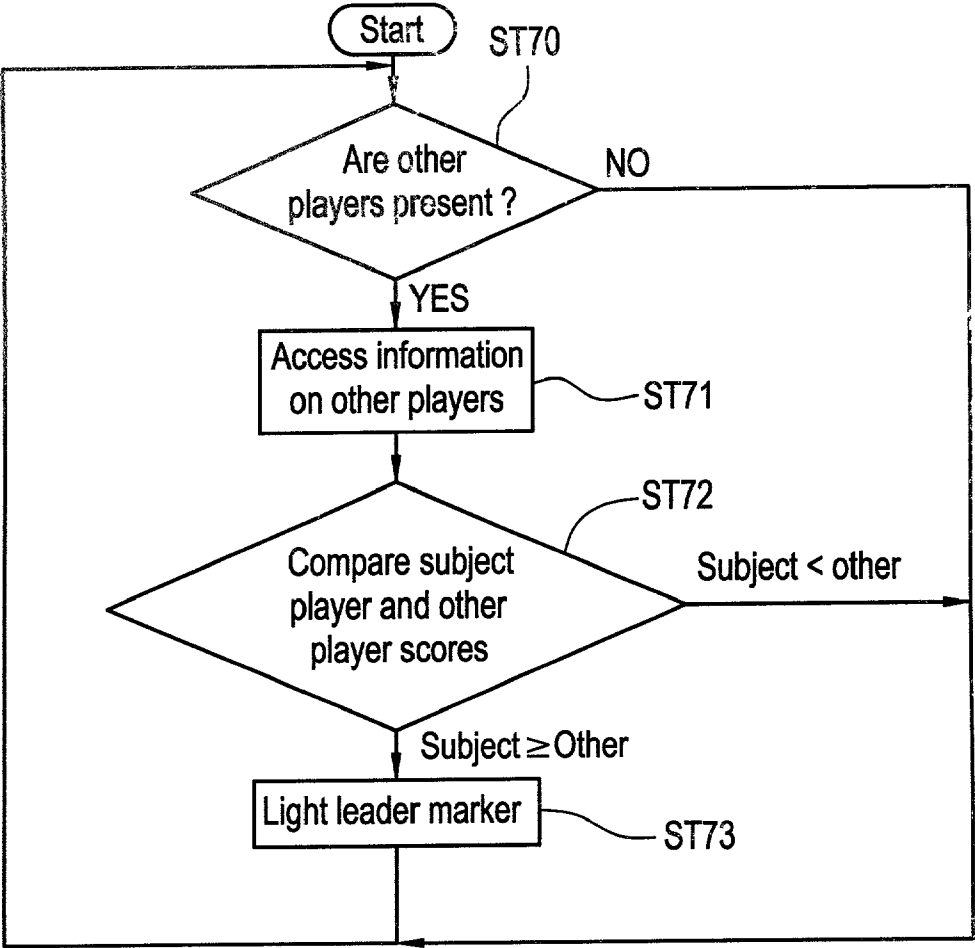 Start
ST70
Are other
players present ?
NO
YES
Access information
on other players
ST71
ST72
Compare subject
player and other
player scores
Subject < other
Subject ≥ Other
Light leader marker
ST73